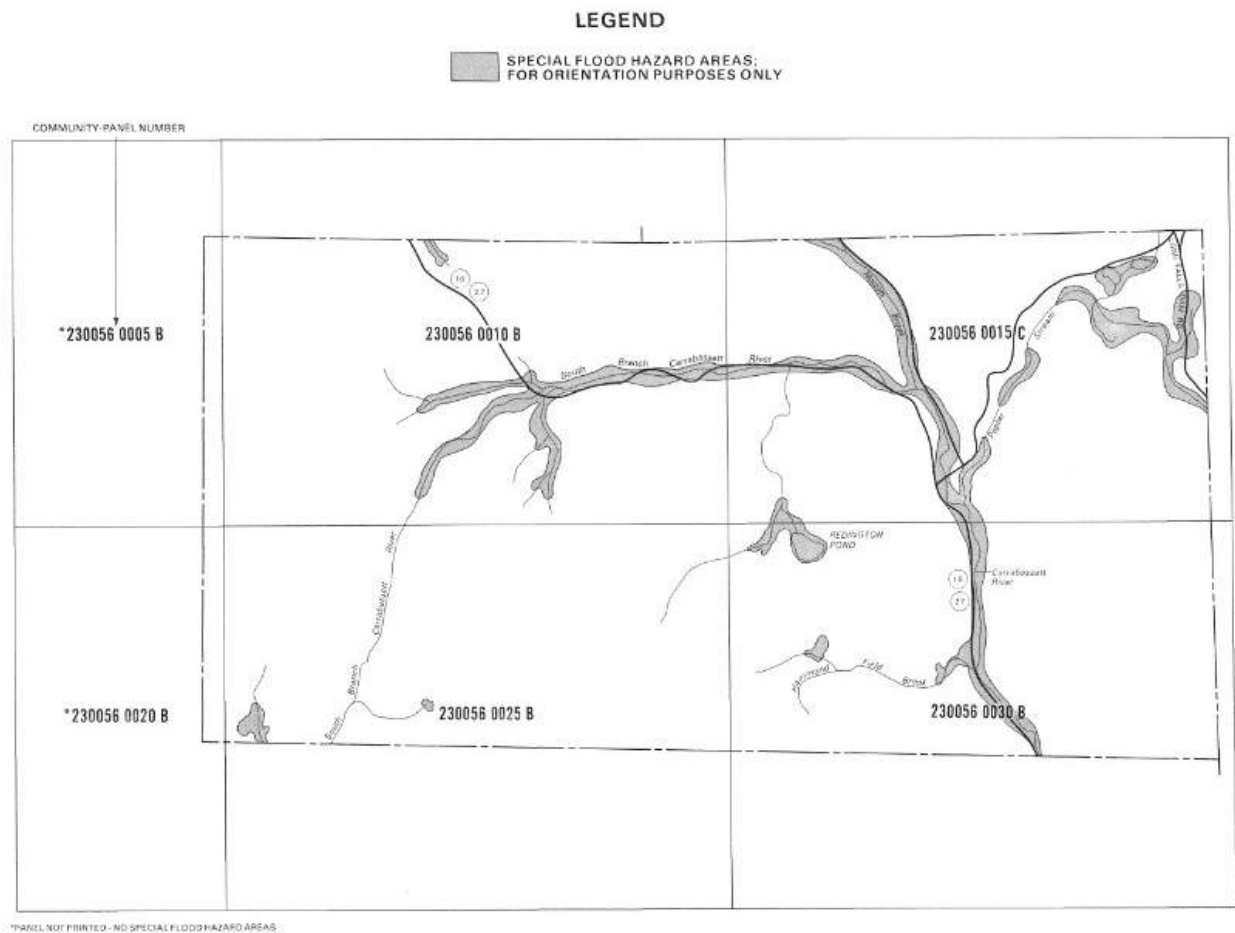 LEGEND
SPECIAL FLOOD HAZARD AREAS;
FOR ORIENTATION PURPOSES ONLY
COMMUNITY-PANEL NUMBER
16
27
*230056 0005 B
230056 0010 B
230056 0015 C
River
Stream
South Branch Carrabassett River
Poplar
REDINGTON
POND
River
Carrabassett
Branch
South
16
27
Carrabassett
River
Hammond Field Brook
*230056 0020 B
230056 0025 B
230056 0030 B
*PANEL NOT PRINTED - NO SPECIAL FLOOD HAZARD AREAS